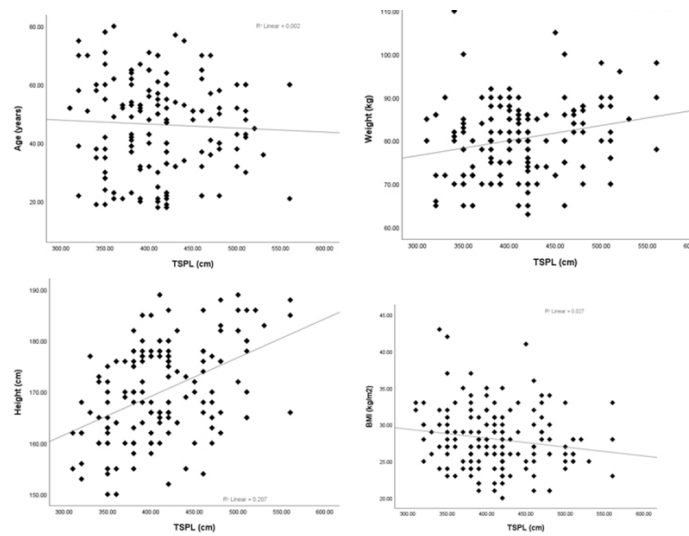 R² Linear = 0.002
80.00
60.00
40.00
20.00
Age (years)
300.00 350.00 400.00 450.00 500.00 550.00 600.00
TSPL (cm)
110.00
100.00
90.00
80.00
70.00
60.00
Weight (kg)
300.00 350.00 400.00 450.00 500.00 550.00 600.00
TSPL (cm)
190.00
180.00
170.00
160.00
150.00
Height (cm)
R² Linear = 0.207
300.00 350.00 400.00 450.00 500.00 550.00 600.00
TSPL (cm)
R² Linear = 0.027
45.00
40.00
35.00
30.00
25.00
20.00
BMI (kg/m2)
300.00 350.00 400.00 450.00 500.00 550.00 600.00
TSPL (cm)